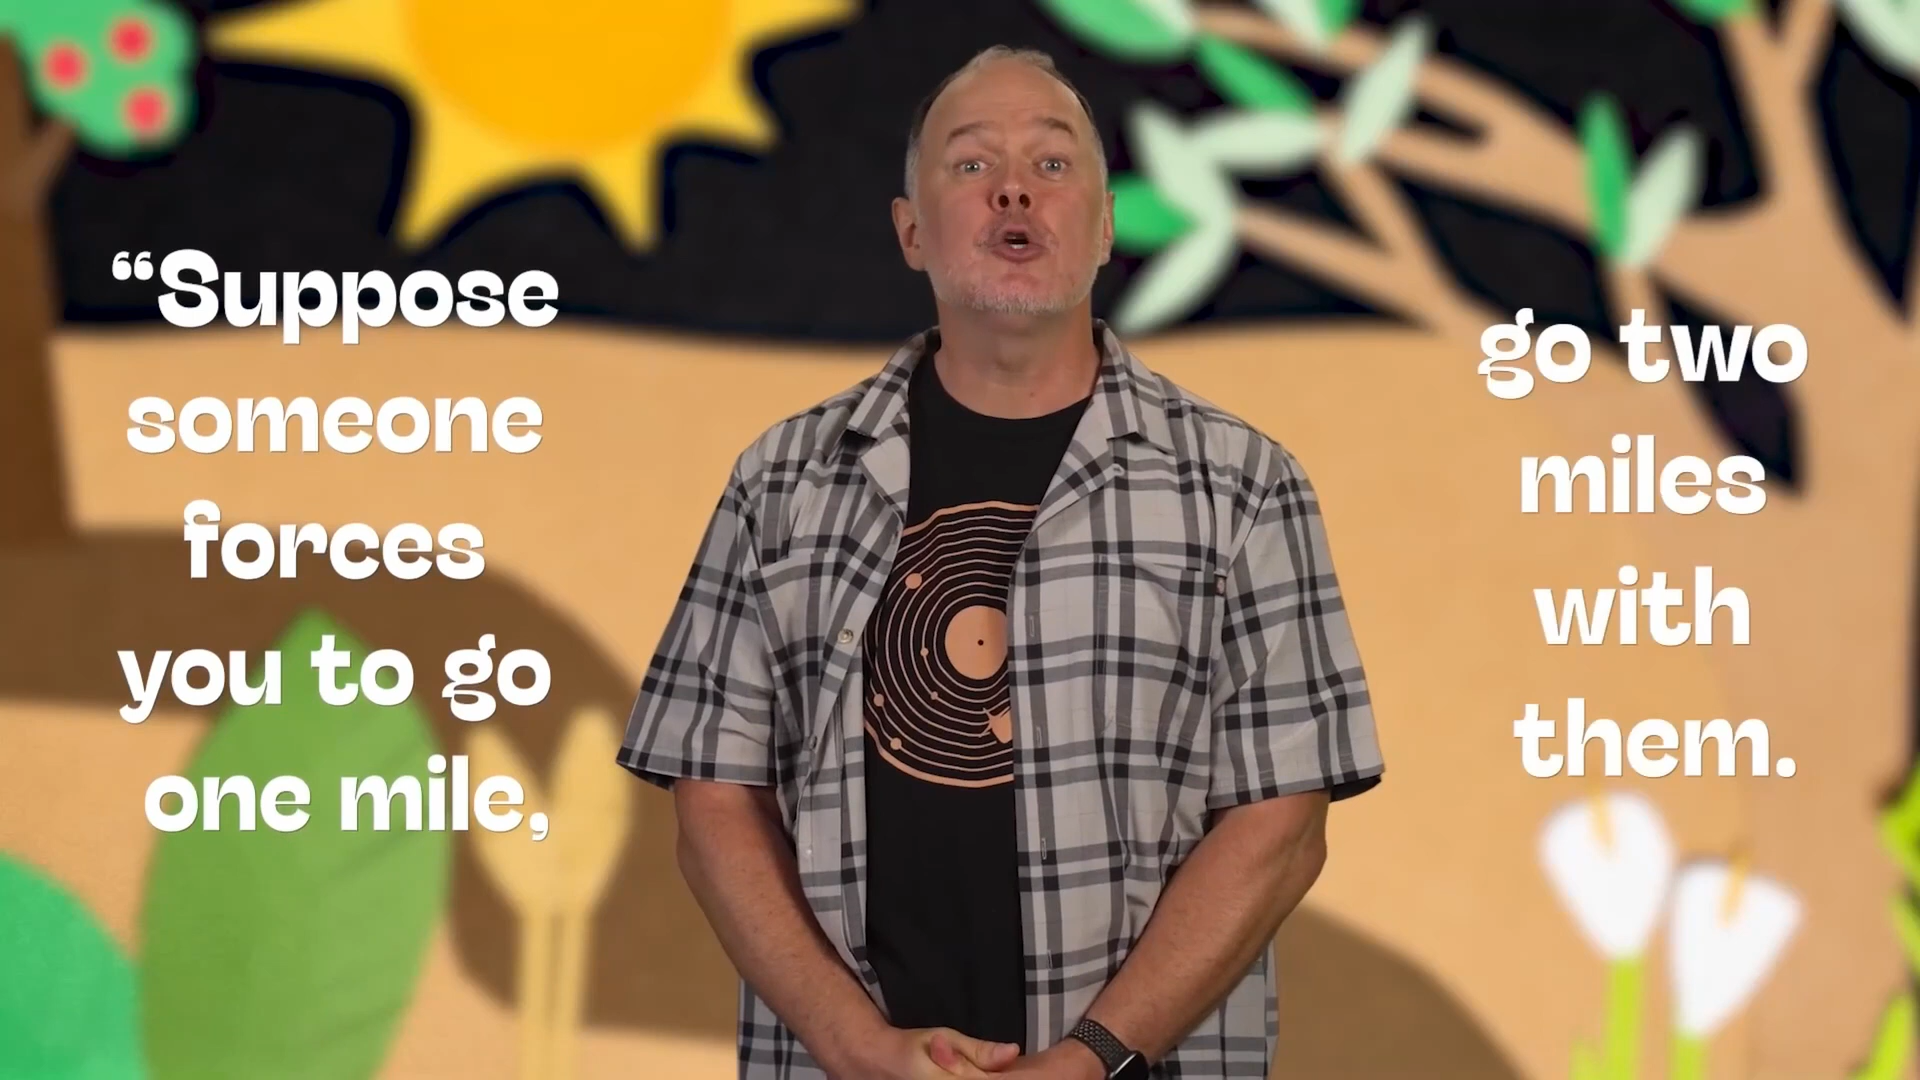 “Suppose
someone
forces
you to go
one mile,
go two
miles
with
them.